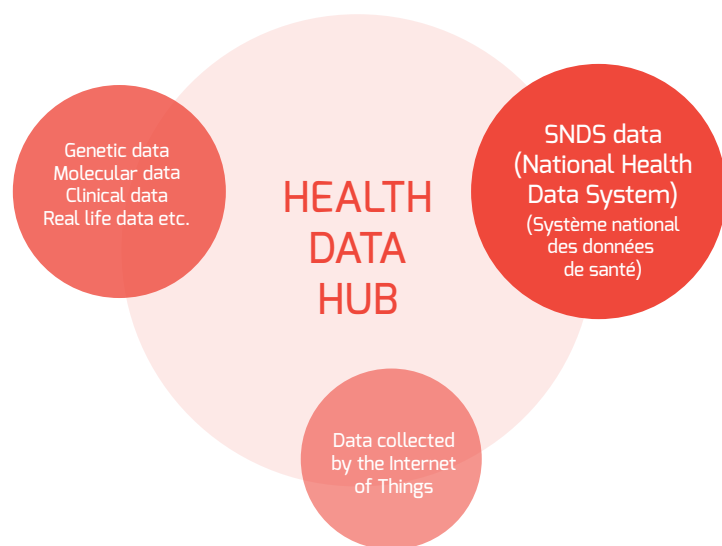 Genetic data
Molecular data
Clinical data
Real life data etc.
HEALTH
DATA
HUB
SNDS data
(National Health
Data System)
(Système national
des données
de santé)
Data collected
by the Internet
of Things